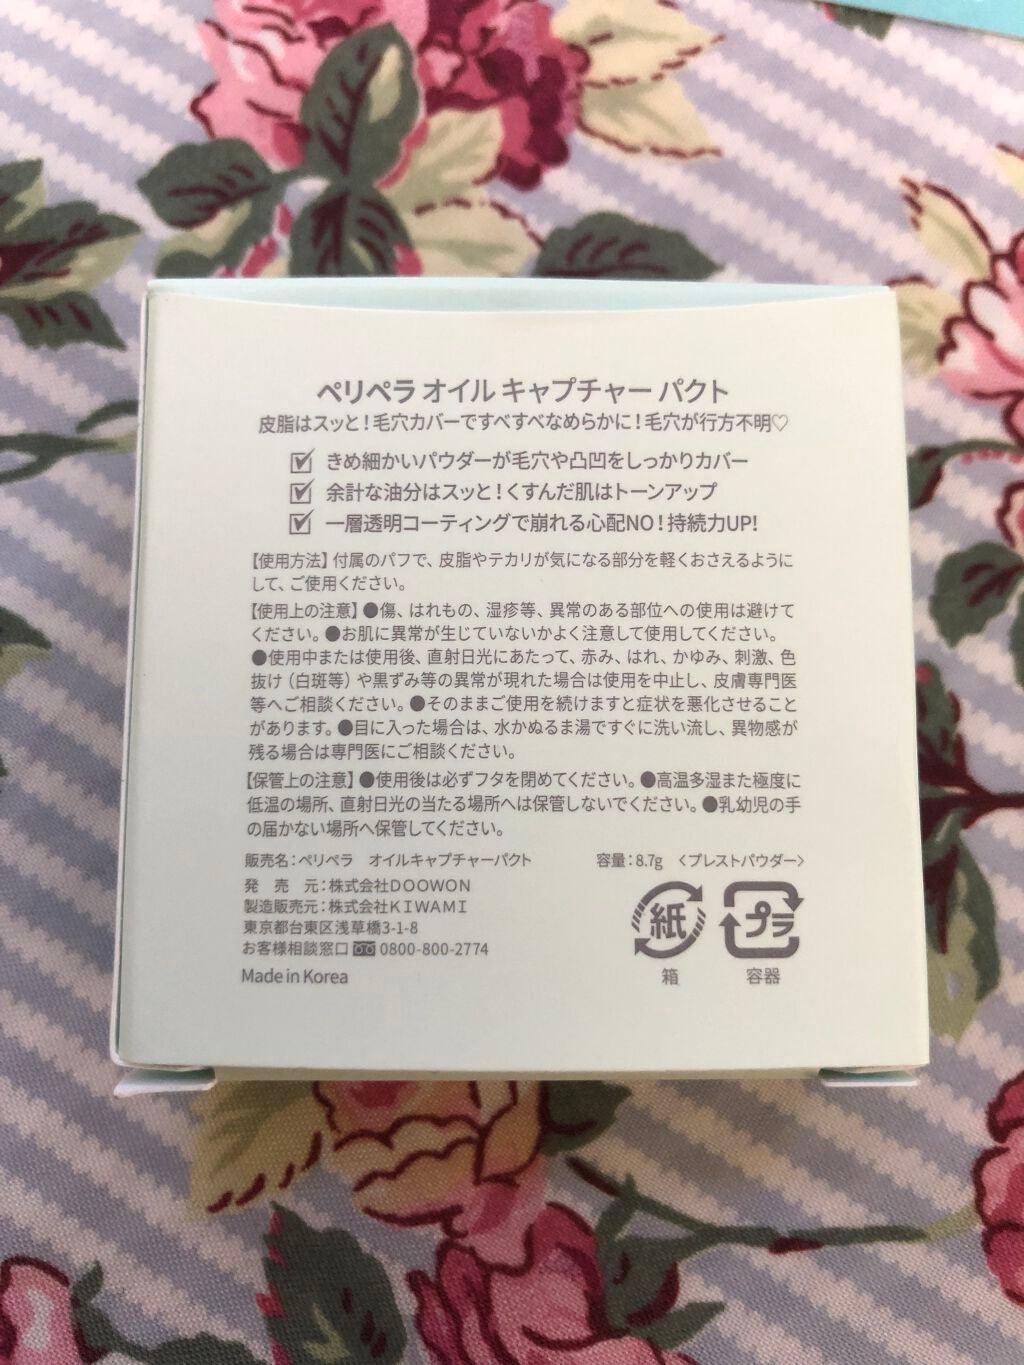 ペリペラ オイル キャプチャー パクト
皮脂はスッと！毛穴カバーですべすべなめらかに！毛穴が行方不明♡
きめ細かいパウダーが毛穴や凸凹をしっかりカバー
余計な油分はスッと！くすんだ肌はトーンアップ
一層透明コーティングで崩れる心配NO！持続力UP!
【使用方法】付属のパフで、皮脂やテカリが気になる部分を軽くおさえるように
して、ご使用ください。
【使用上の注意】●傷、はれもの、湿疹等、異常のある部位への使用は避けて
ください。●お肌に異常が生じていないかよく注意して使用してください。
●使用中または使用後、直射日光にあたって、赤み、はれ、かゆみ、刺激、色
抜け（白斑等）や黒ずみ等の異常が現れた場合は使用を中止し、皮膚専門医
等へご相談ください。●そのままご使用を続けますと症状を悪化させること
があります。●目に入った場合は、水かぬるま湯ですぐに洗い流し、異物感が
残る場合は専門医にご相談ください。
【保管上の注意】●使用後は必ずフタを閉めてください。●高温多湿また極度に
低温の場所、直射日光の当たる場所へは保管しないでください。●乳幼児の手
の届かない場所へ保管してください。
販売名：ペリペラ　オイルキャプチャーパクト　容量：8.7g　〈プレストパウダー〉
発　売　元：株式会社DOOWON
製造販売元：株式会社KIWAMI
東京都台東区浅草橋3-1-8
お客様相談窓口 0800-800-2774
Made in Korea
紙 プラ
箱 容器